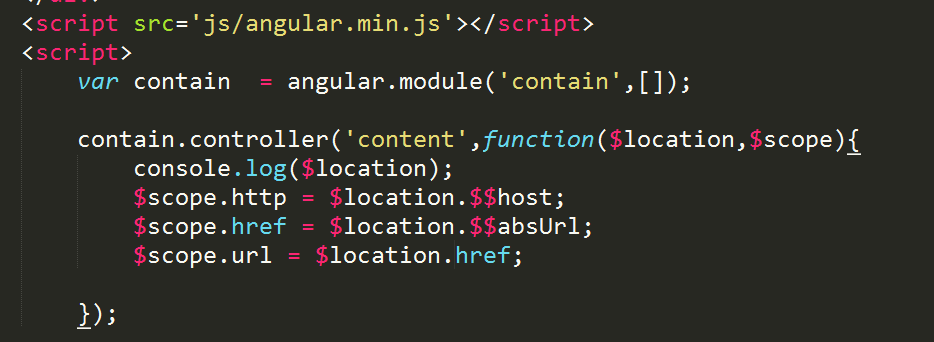 <script src='js/angular.min.js'></script>
<script>
var contain  = angular.module('contain',[]);
contain.controller('content',function($location,$scope){
console.log($location);
$scope.http = $location.$$host;
$scope.href = $location.$$absUrl;
$scope.url = $location.href;
});